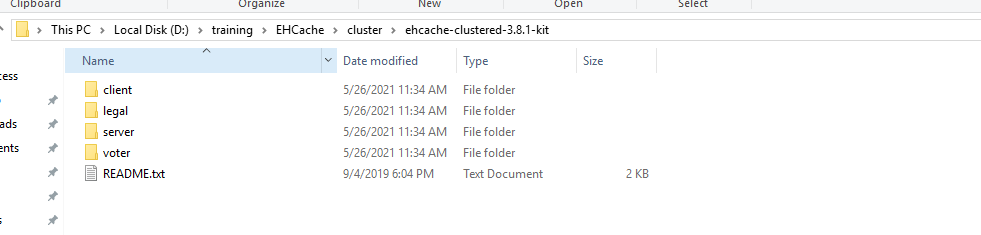 Clipboard Organize New Open Select
This PC > Local Disk (D:) > training > EHCache > cluster > ehcache-clustered-3.8.1-kit
Name Date modified Type Size
cess
client 5/26/2021 11:34 AM File folder
legal 5/26/2021 11:34 AM File folder
ads
server 5/26/2021 11:34 AM File folder
ents
voter 5/26/2021 11:34 AM File folder
README.txt 9/4/2019 6:04 PM Text Document 2 KB